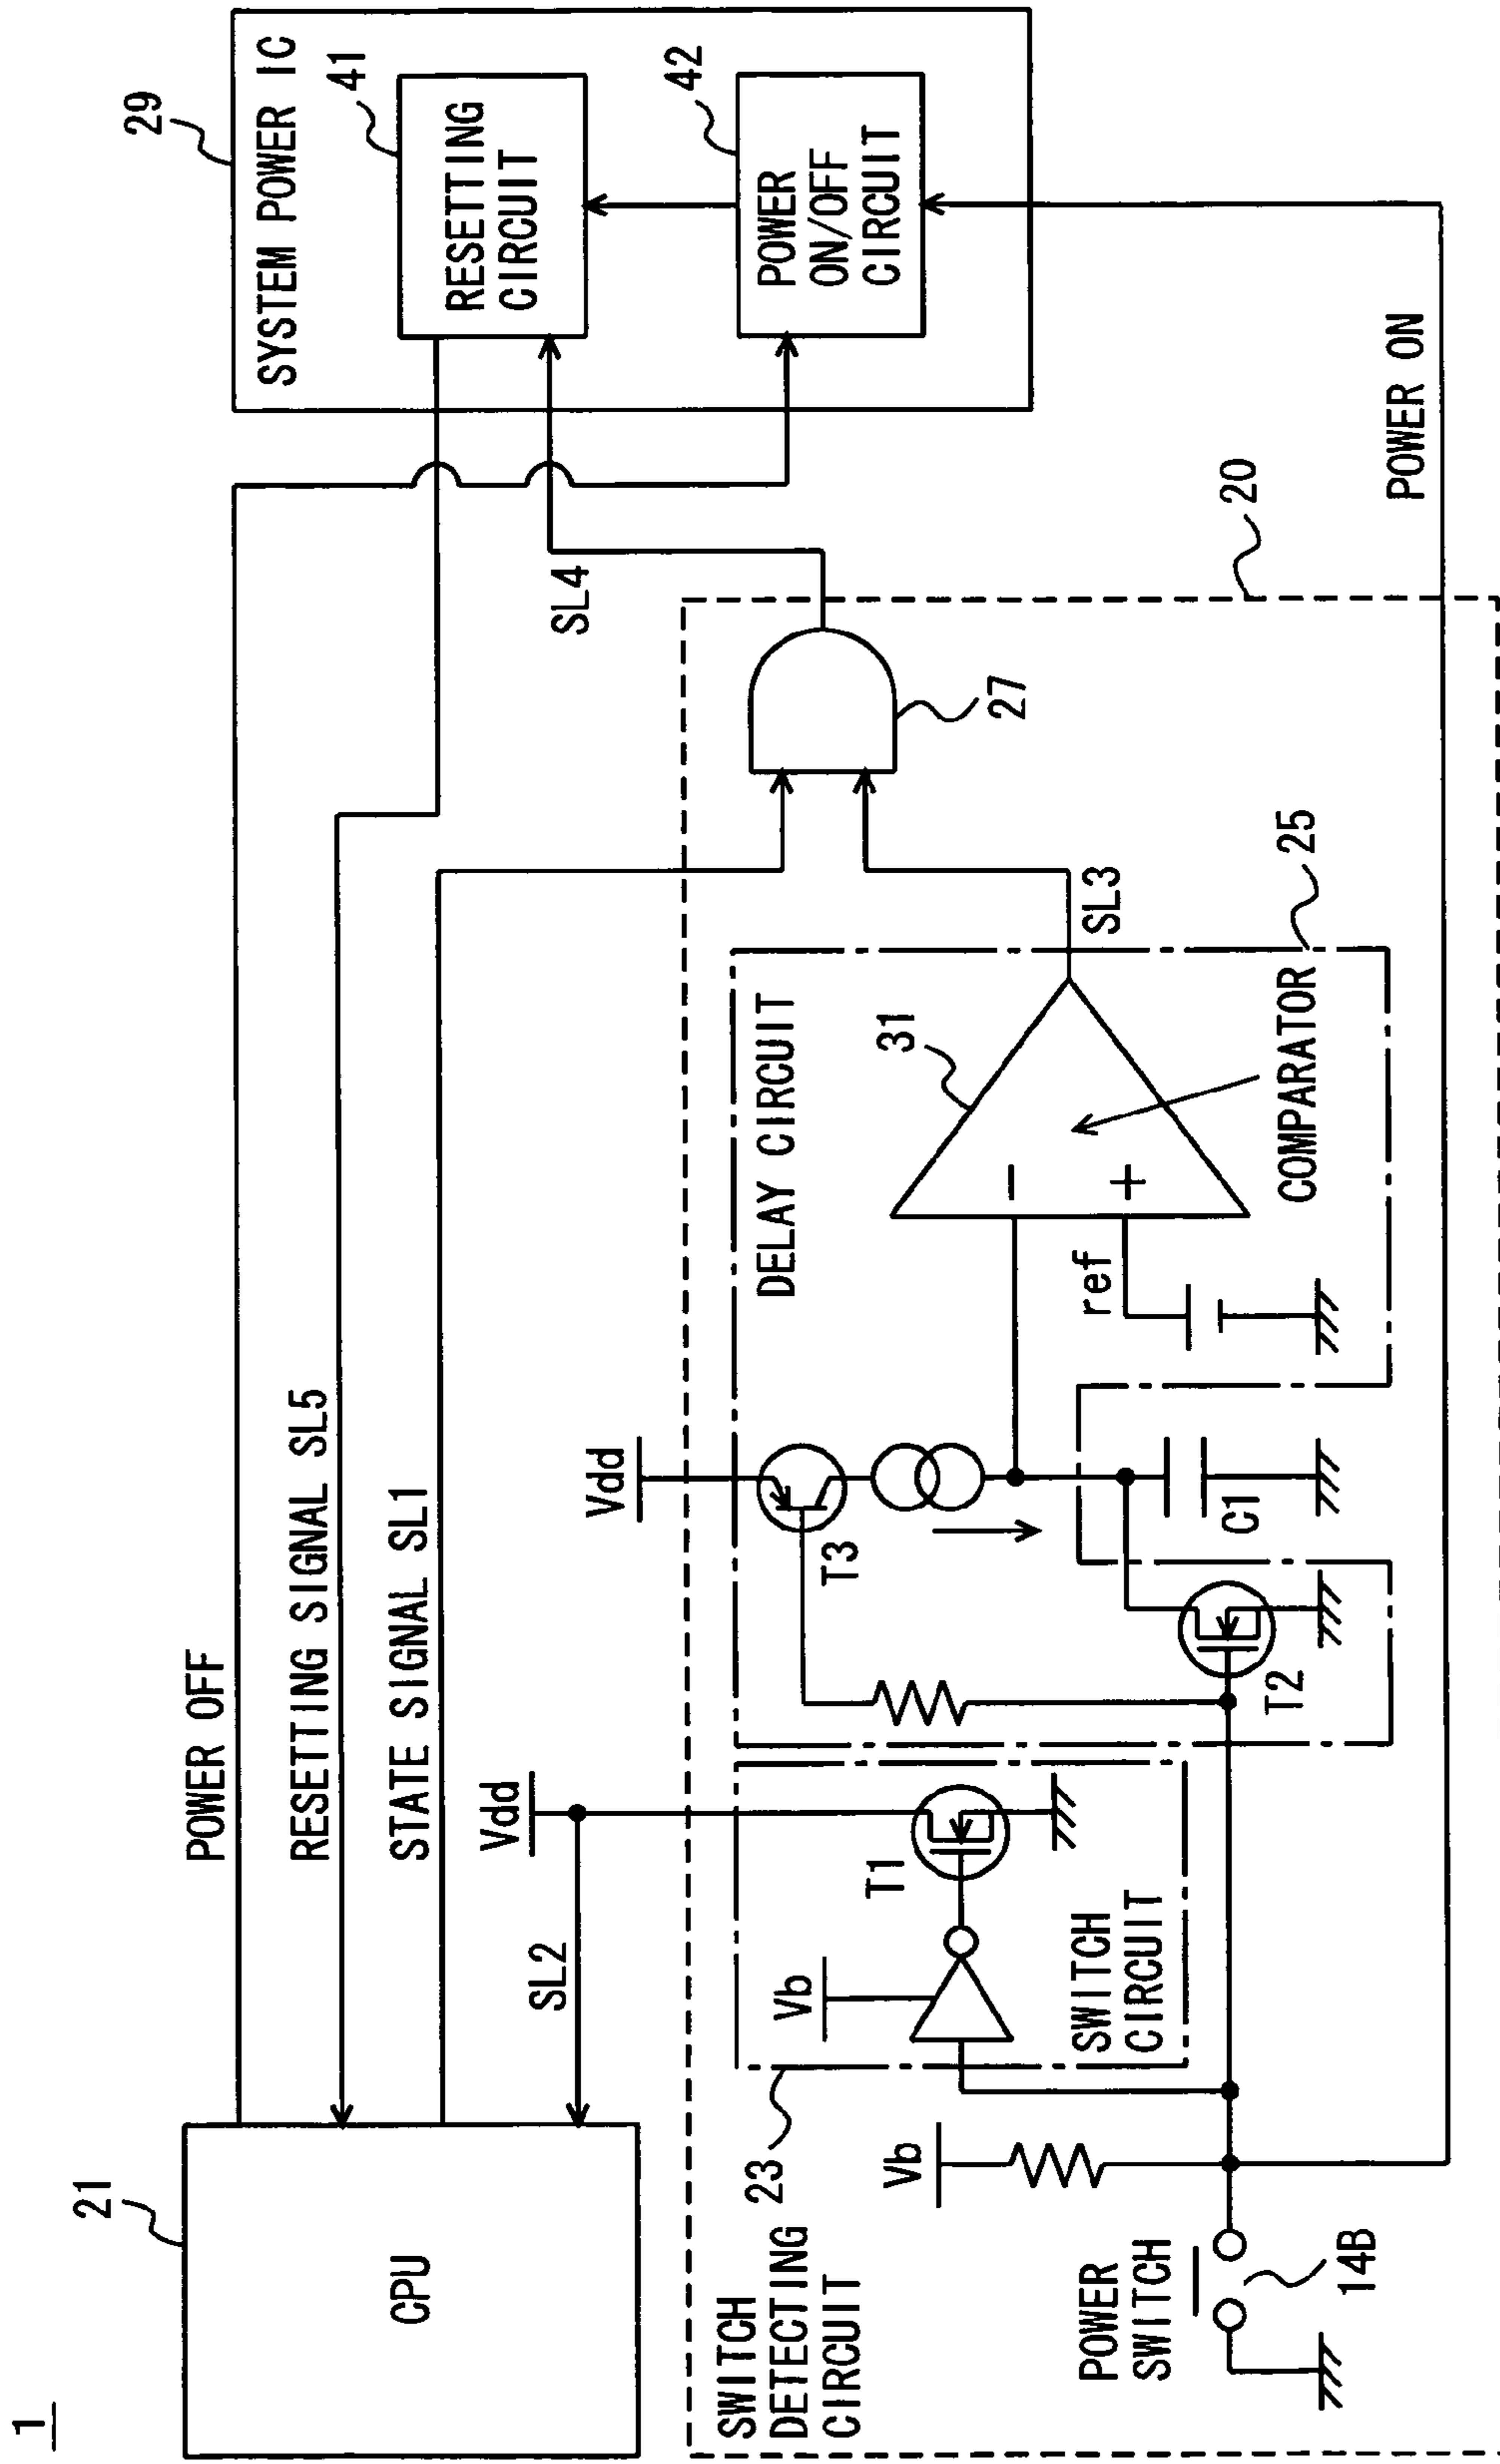 1
21
CPU
POWER OFF
RESETTING SIGNAL SL5
STATE SIGNAL SL1
SL2
Vdd
29
SYSTEM POWER IC
41
RESETTING
CIRCUIT
42
POWER
ON/OFF
CIRCUIT
SL4
20
POWER ON
SWITCH
DETECTING
CIRCUIT
23
Vb
T1
SWITCH
CIRCUIT
Vb
POWER
SWITCH
14B
Vdd
T3
T2
C1
DELAY CIRCUIT
31
−
+
ref
COMPARATOR
25
SL3
27